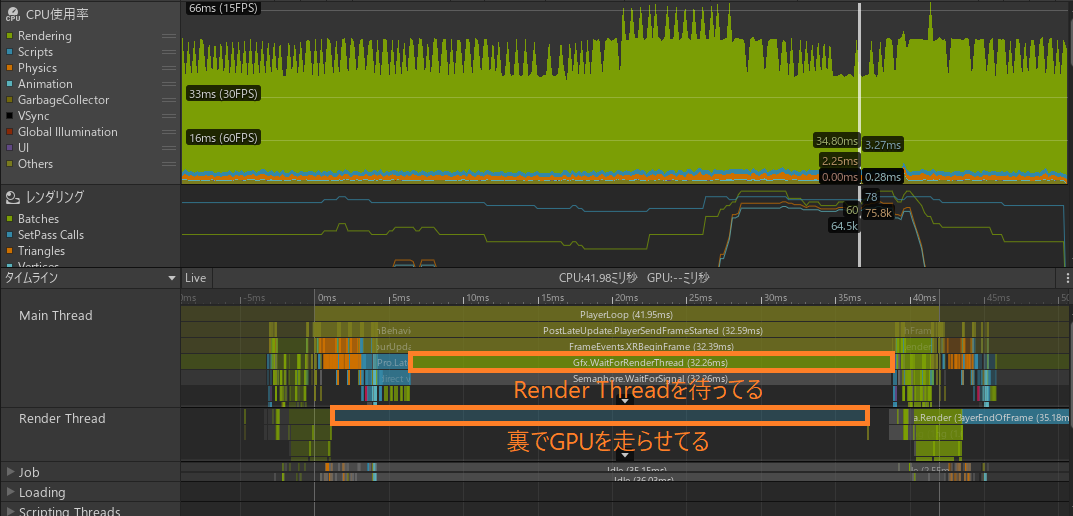 CPU使用率
Rendering
Scripts
Physics
Animation
GarbageCollector
VSync
Global Illumination
UI
Others
66ms (15FPS)
33ms (30FPS)
16ms (60FPS)
34.80ms
3.27ms
2.25ms
0.00ms
0.28ms
レンダリング
Batches
SetPass Calls
Triangles
Vertices
78
60
75.8k
64.5k
タイムライン
Live
CPU:41.98ミリ秒 GPU:--ミリ秒
-5ms 0ms 5ms 10ms 15ms 20ms 25ms 30ms 35ms 40ms 45ms
Main Thread
PlayerLoop (41.95ms)
PostLateUpdate.PlayerSendFrameStarted (32.59ms)
FrameEvents.XRBeginFrame (32.39ms)
Gfx.WaitForRenderThread (32.26ms)
Semaphore.WaitForSignal (32.26ms)
Render Threadを待ってる
Render Thread
a.Render (3
ayerEndOfFrame (35.18m
裏でGPUを走らせてる
Job
Idle (35.15ms)
Idle (36.03ms)
Loading
Scripting Threads